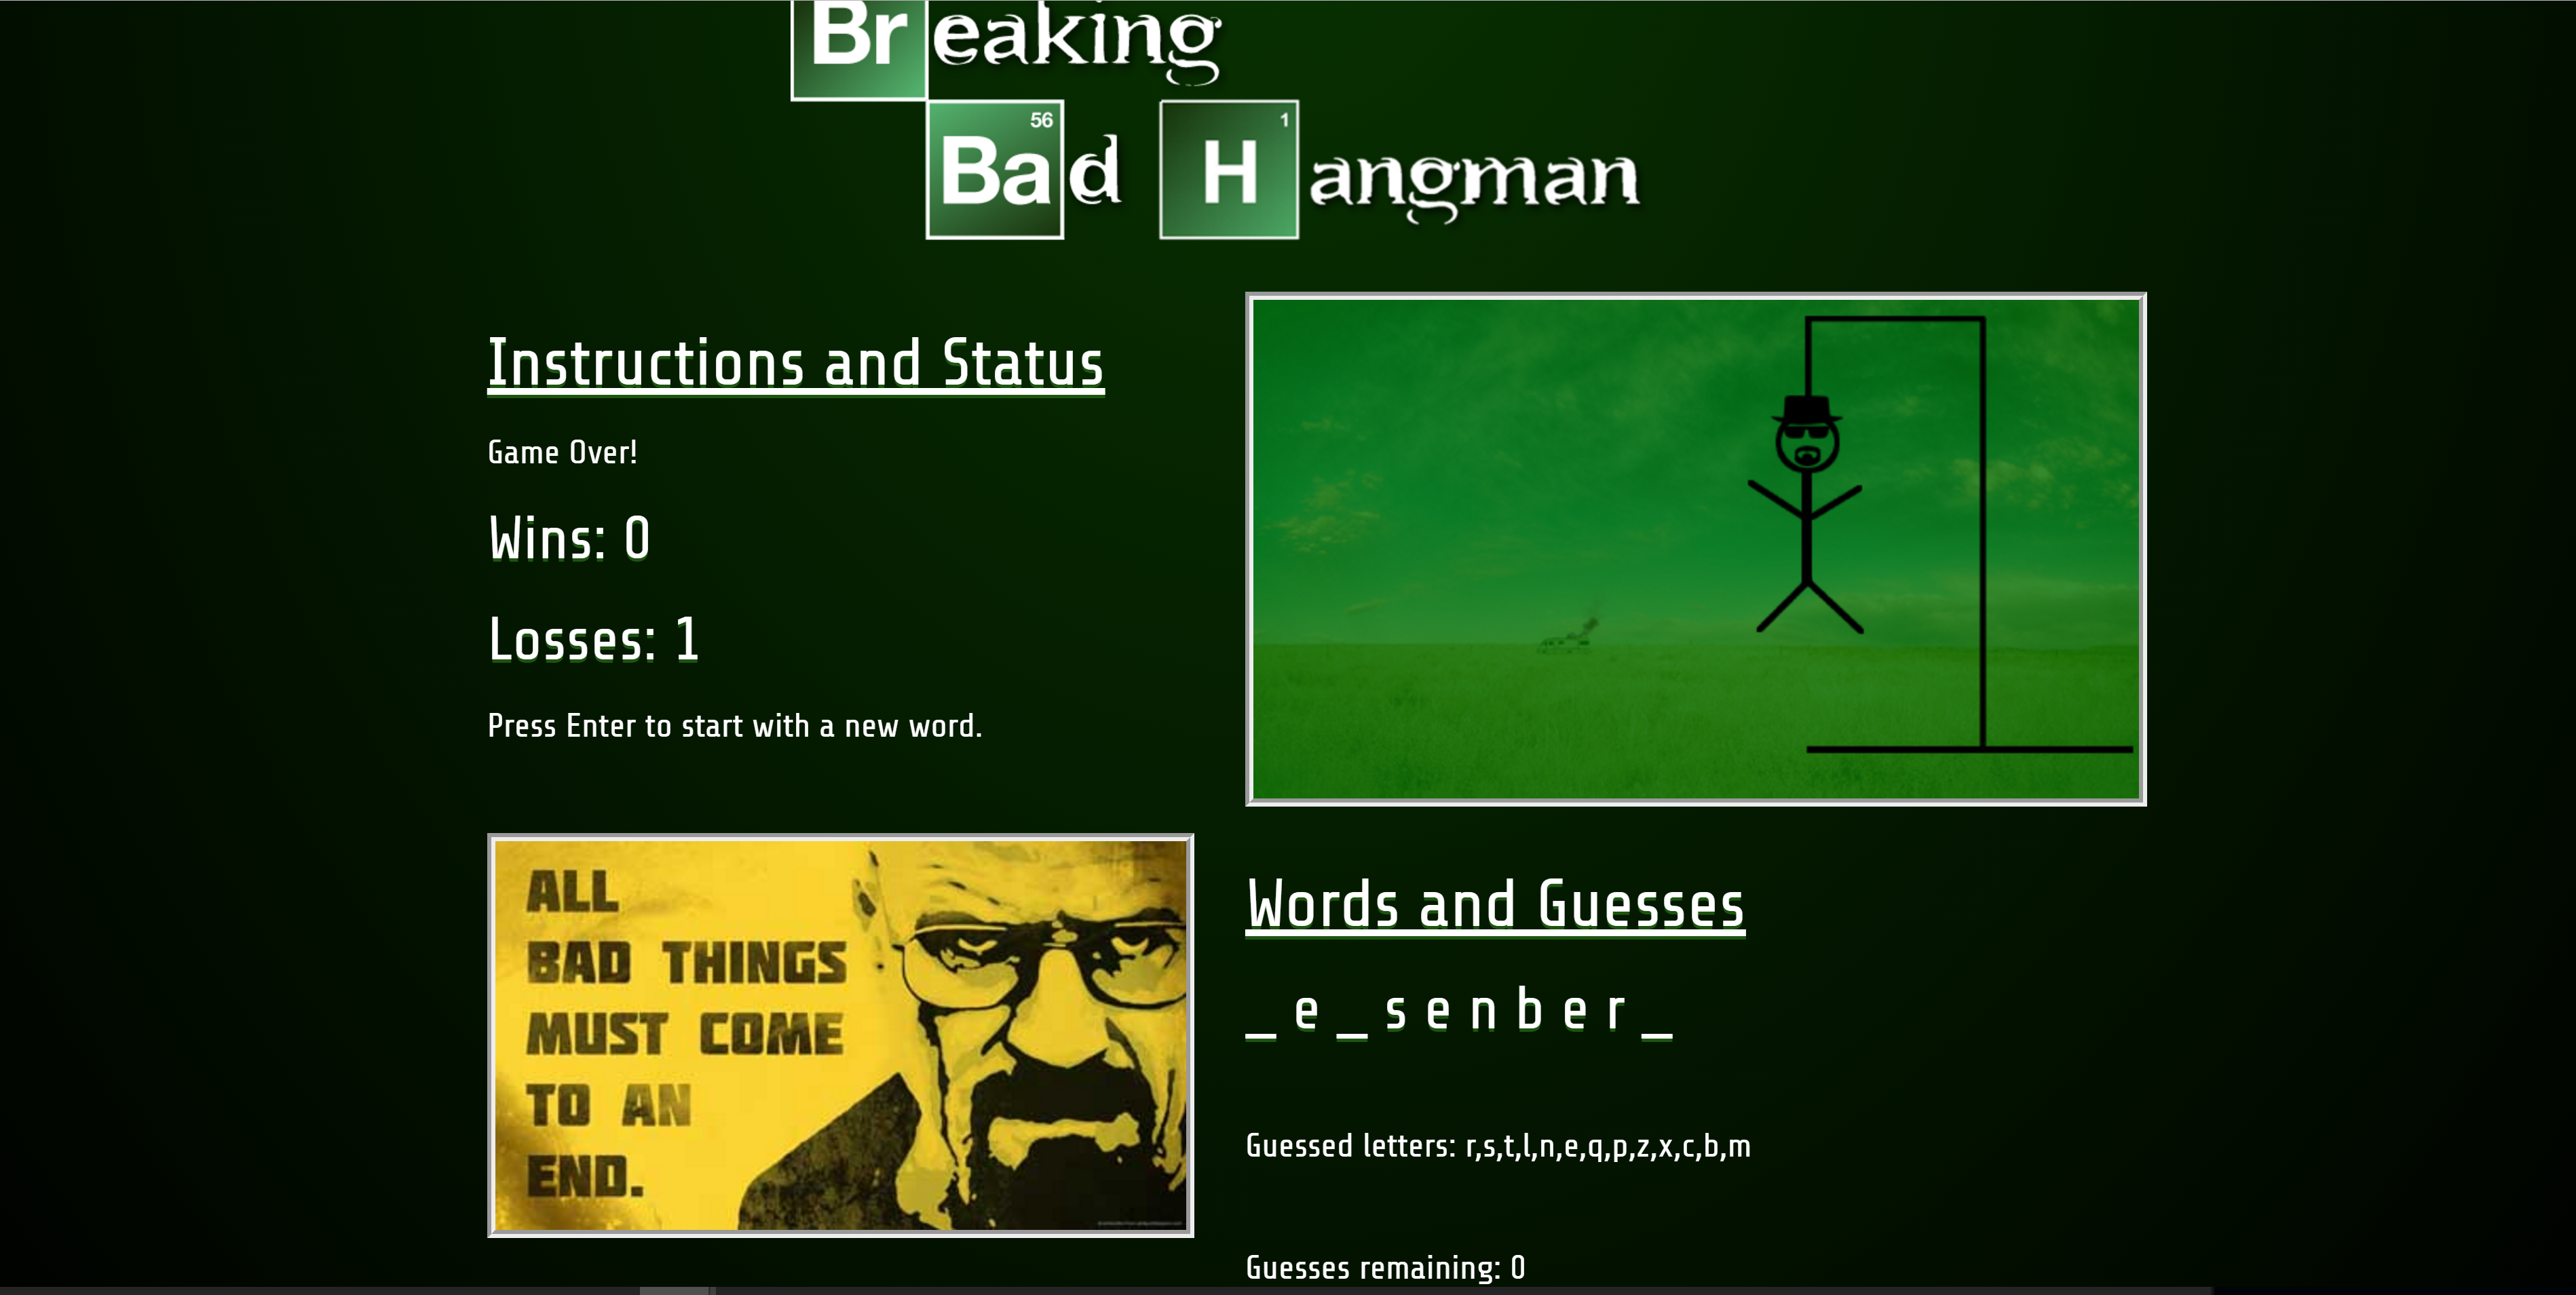 Breaking
56
Bad
1
Hangman
Instructions and Status
Game Over!
Wins: 0
Losses: 1
Press Enter to start with a new word.
ALL
BAD THINGS
MUST COME
TO AN
END.
Words and Guesses
_ e _ s e n b e r _
Guessed letters: r,s,t,l,n,e,q,p,z,x,c,b,m
Guesses remaining: 0